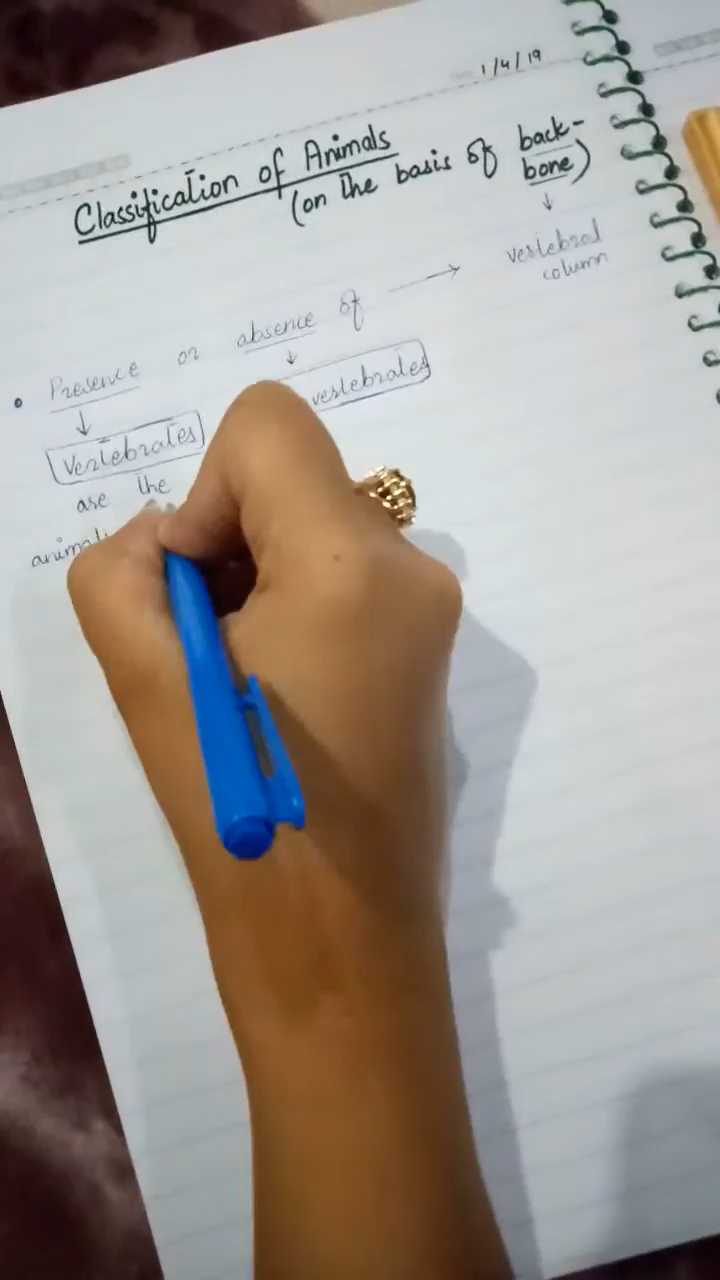 1/4/19
Classification of Animals
(on the basis of back-
bone)
↓
vertebral
column
• Presence or absence of →
↓ ↓
Vertebrates vertebrates
are the